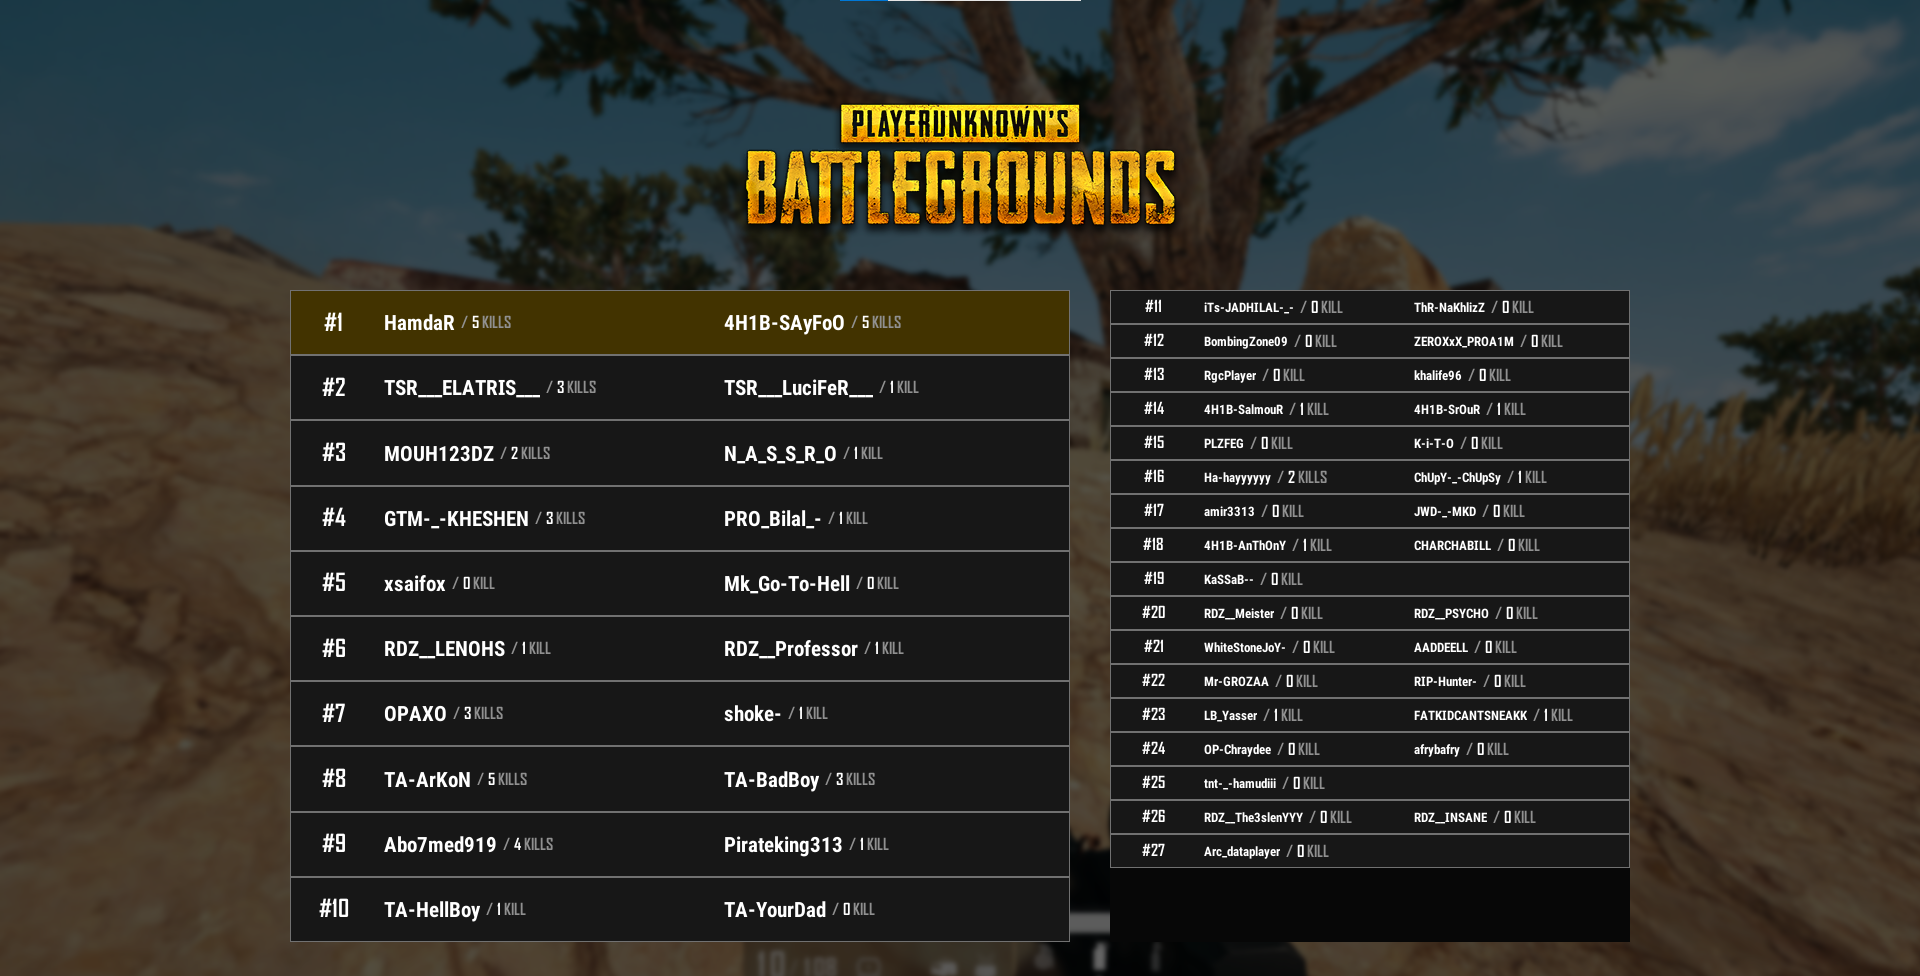 PLAYERUNKNOWN'S
BATTLEGROUNDS
#1 HamdaR / 5 KILLS 4H1B-SAyFoO / 5 KILLS
#2 TSR___ELATRIS___ / 3 KILLS TSR___LuciFeR___ / 1 KILL
#3 MOUH123DZ / 2 KILLS N_A_S_S_R_O / 1 KILL
#4 GTM-_-KHESHEN / 3 KILLS PRO_Bilal_- / 1 KILL
#5 xsaifox / 0 KILL Mk_Go-To-Hell / 0 KILL
#6 RDZ__LENOHS / 1 KILL RDZ__Professor / 1 KILL
#7 OPAXO / 3 KILLS shoke- / 1 KILL
#8 TA-ArKoN / 5 KILLS TA-BadBoy / 3 KILLS
#9 Abo7med919 / 4 KILLS Pirateking313 / 1 KILL
#10 TA-HellBoy / 1 KILL TA-YourDad / 0 KILL
#11 iTs-JADHILAL-_- / 0 KILL ThR-NaKhlizZ / 0 KILL
#12 BombingZone09 / 0 KILL ZEROXxX_PROA1M / 0 KILL
#13 RgcPlayer / 0 KILL khalife96 / 0 KILL
#14 4H1B-SalmouR / 1 KILL 4H1B-SrOuR / 1 KILL
#15 PLZFEG / 0 KILL K-i-T-O / 0 KILL
#16 Ha-hayyyyyy / 2 KILLS ChUpY-_-ChUpSy / 1 KILL
#17 amir3313 / 0 KILL JWD-_-MKD / 0 KILL
#18 4H1B-AnThOnY / 1 KILL CHARCHABILL / 0 KILL
#19 KaSSaB-- / 0 KILL
#20 RDZ__Meister / 0 KILL RDZ__PSYCHO / 0 KILL
#21 WhiteStoneJoY- / 0 KILL AADDEELL / 0 KILL
#22 Mr-GROZAA / 0 KILL RIP-Hunter- / 0 KILL
#23 LB_Yasser / 1 KILL FATKIDCANTSNEAKK / 1 KILL
#24 OP-Chraydee / 0 KILL afrybafry / 0 KILL
#25 tnt-_-hamudiii / 0 KILL
#26 RDZ__The3slenYYY / 0 KILL RDZ__INSANE / 0 KILL
#27 Arc_dataplayer / 0 KILL